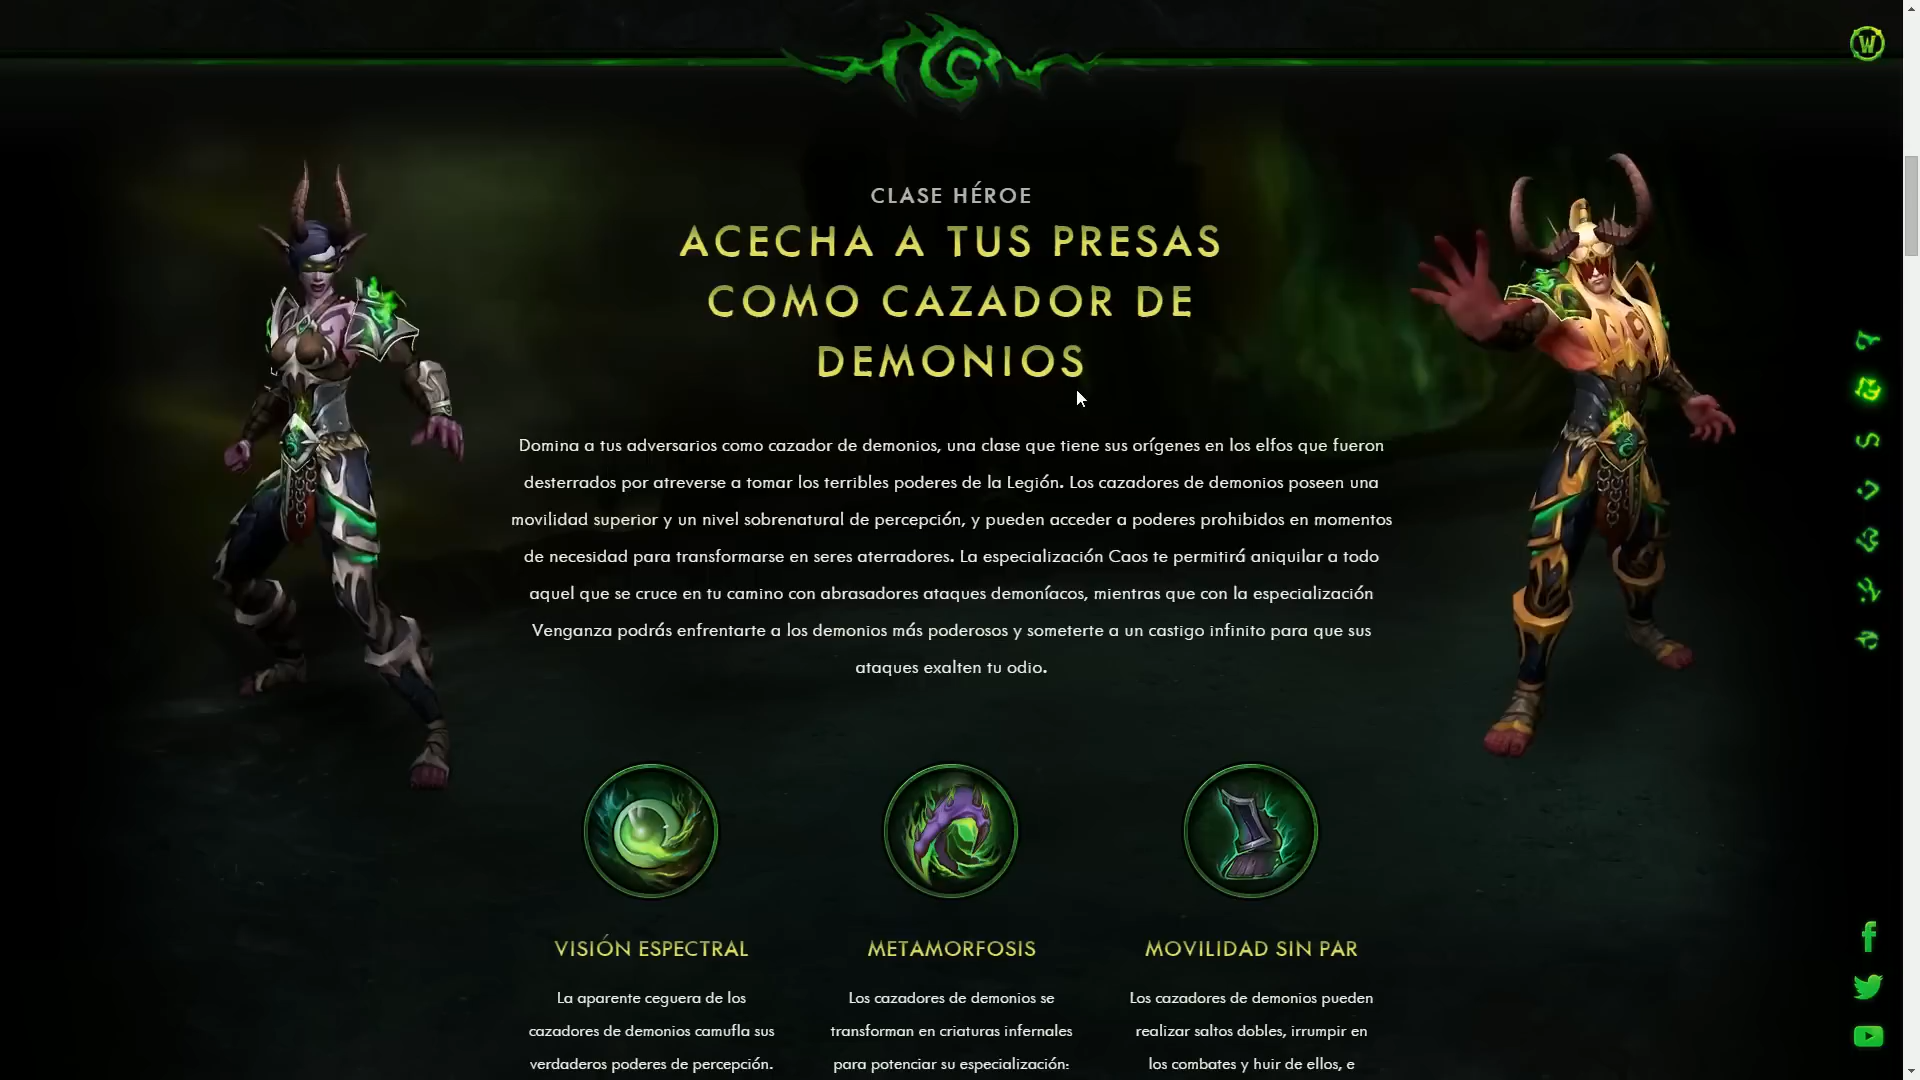 CLASE HÉROE
ACECHA A TUS PRESAS
COMO CAZADOR DE
DEMONIOS
Domina a tus adversarios como cazador de demonios, una clase que tiene sus orígenes en los elfos que fueron
desterrados por atreverse a tomar los terribles poderes de la Legión. Los cazadores de demonios poseen una
movilidad superior y un nivel sobrenatural de percepción, y pueden acceder a poderes prohibidos en momentos
de necesidad para transformarse en seres aterradores. La especialización Caos te permitirá aniquilar a todo
aquel que se cruce en tu camino con abrasadores ataques demoníacos, mientras que con la especialización
Venganza podrás enfrentarte a los demonios más poderosos y someterte a un castigo infinito para que sus
ataques exalten tu odio.
VISIÓN ESPECTRAL
La aparente ceguera de los
cazadores de demonios camufla sus
verdaderos poderes de percepción.
METAMORFOSIS
Los cazadores de demonios se
transforman en criaturas infernales
para potenciar su especialización:
MOVILIDAD SIN PAR
Los cazadores de demonios pueden
realizar saltos dobles, irrumpir en
los combates y huir de ellos, e